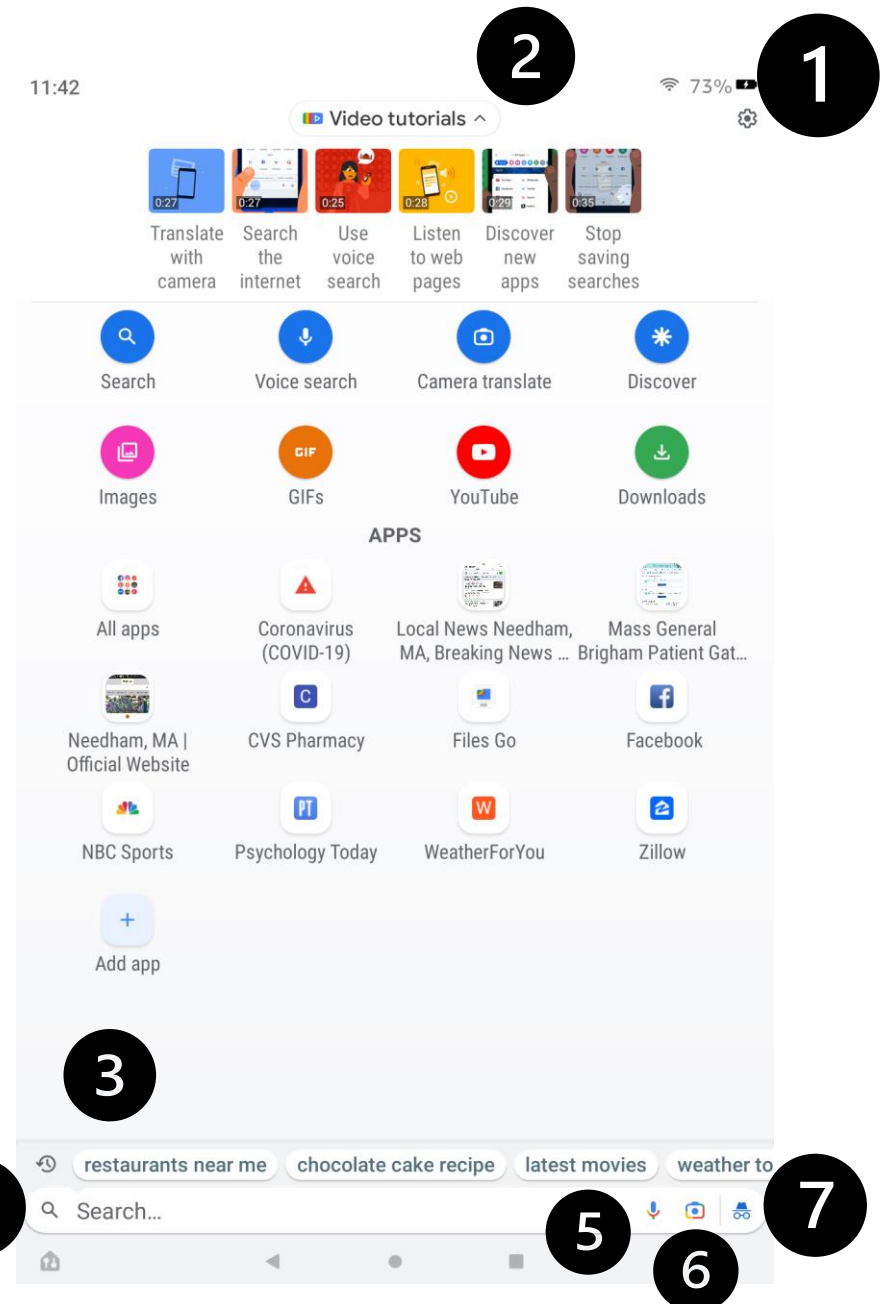 2
1
11:42
73%
Video tutorials
0:27
0:27
0:25
0:28
0:29
0:35
Translate with camera
Search the internet
Use voice search
Listen to web pages
Discover new apps
Stop saving searches
Search
Voice search
Camera translate
Discover
GIF
Images
GIFs
YouTube
Downloads
APPS
All apps
Coronavirus (COVID-19)
Local News Needham, MA, Breaking News ...
Mass General Brigham Patient Gat...
C
Needham, MA | Official Website
CVS Pharmacy
Files Go
Facebook
PT
W
NBC Sports
Psychology Today
WeatherForYou
Zillow
Add app
3
restaurants near me
chocolate cake recipe
latest movies
weather to
Search...
5
6
7